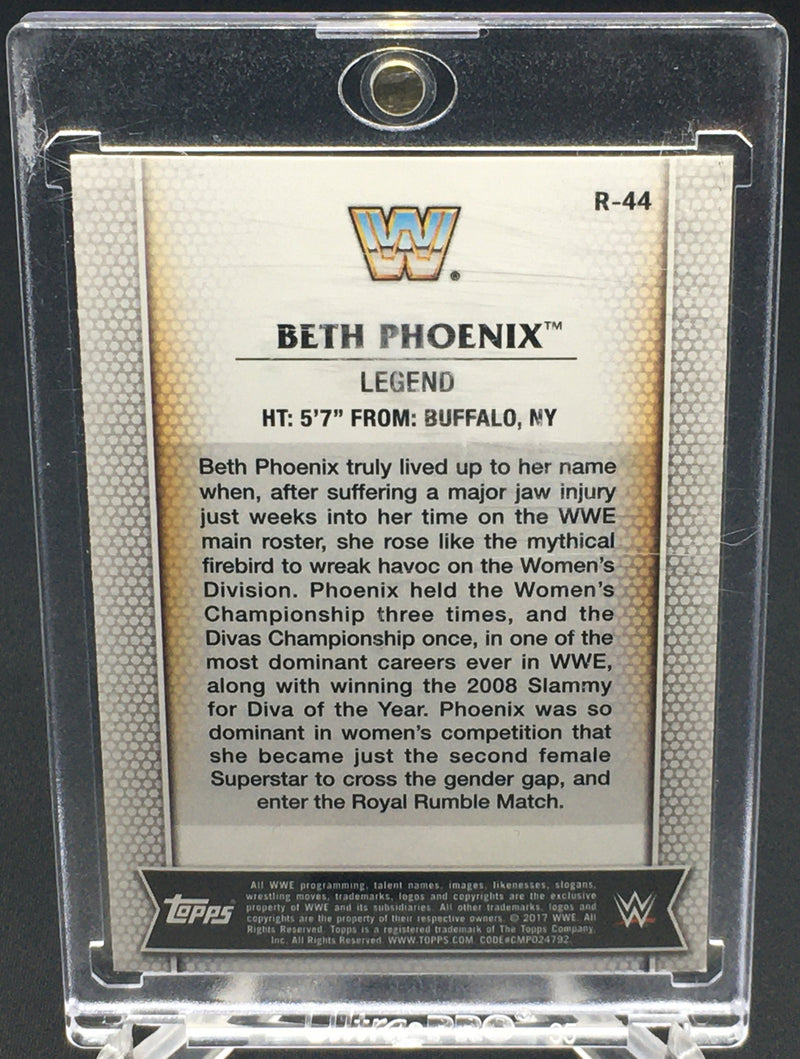 R-44
W
BETH PHOENIX™
LEGEND
HT: 5'7" FROM: BUFFALO, NY
Beth Phoenix truly lived up to her name
when, after suffering a major jaw injury
just weeks into her time on the WWE
main roster, she rose like the mythical
firebird to wreak havoc on the Women's
Division. Phoenix held the Women's
Championship three times, and the
Divas Championship once, in one of the
most dominant careers ever in WWE,
along with winning the 2008 Slammy
for Diva of the Year. Phoenix was so
dominant in women's competition that
she became just the second female
Superstar to cross the gender gap, and
enter the Royal Rumble Match.
All WWE programming, talent names, images, likenesses, slogans,
wrestling moves, trademarks, logos and copyrights are the exclusive
property of WWE and its subsidiaries. All other trademarks, logos and
copyrights are the property of their respective owners. © 2017 WWE. All
Rights Reserved. Topps is a registered trademark of The Topps Company,
Inc. All Rights Reserved. WWW.TOPPS.COM CODE#CMP024792
Topps
W
Ultra·PRO